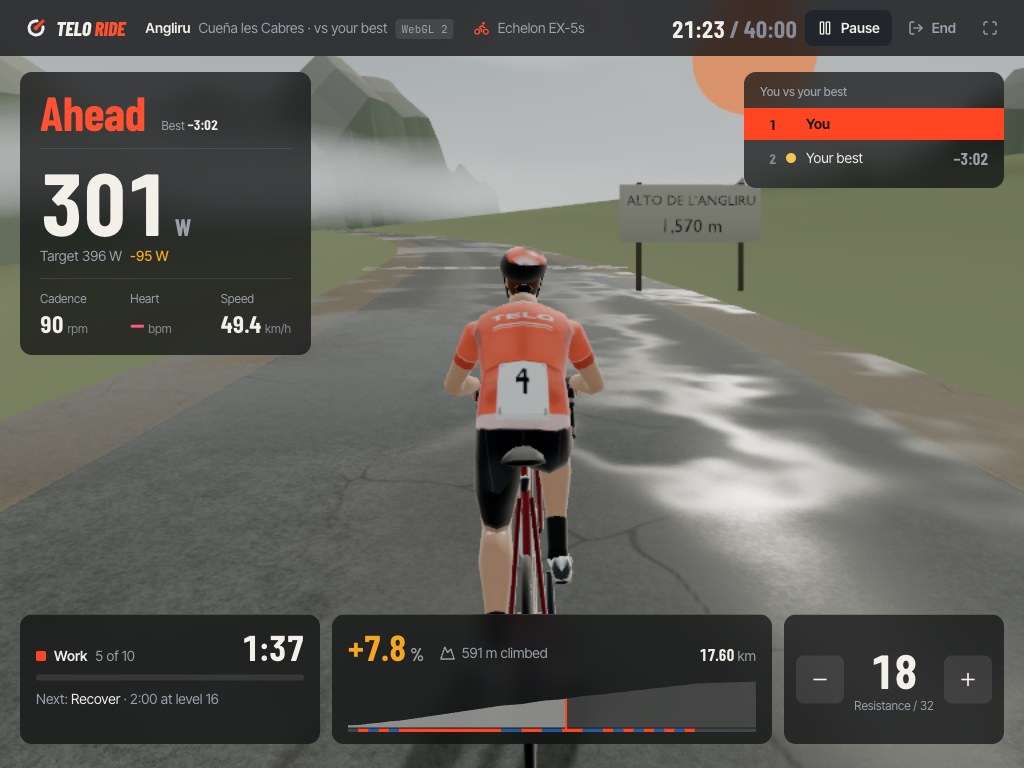 TELO RIDE Angliru Cueña les Cabres · vs your best WebGL 2 Echelon EX-5s 21:23 / 40:00 Pause End
Ahead Best −3:02
301 W
Target 396 W -95 W
Cadence Heart Speed
90 rpm – bpm 49.4 km/h
You vs your best
1 You
2 Your best −3:02
ALTO DE L'ANGLIRU
1,570 m
TELO
4
Work 5 of 10 1:37
Next: Recover · 2:00 at level 16
+7.8 % 591 m climbed 17.60 km
− 18 +
Resistance / 32